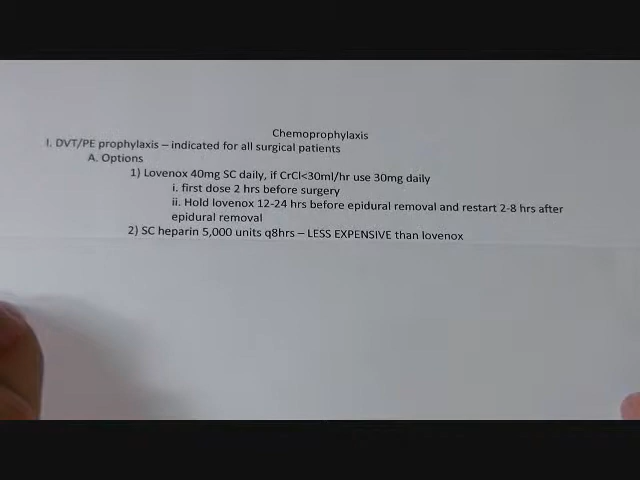 Chemoprophylaxis
I. DVT/PE prophylaxis – indicated for all surgical patients
A. Options
1) Lovenox 40mg SC daily, if CrCl<30ml/hr use 30mg daily
i. first dose 2 hrs before surgery
ii. Hold lovenox 12-24 hrs before epidural removal and restart 2-8 hrs after
epidural removal
2) SC heparin 5,000 units q8hrs – LESS EXPENSIVE than lovenox